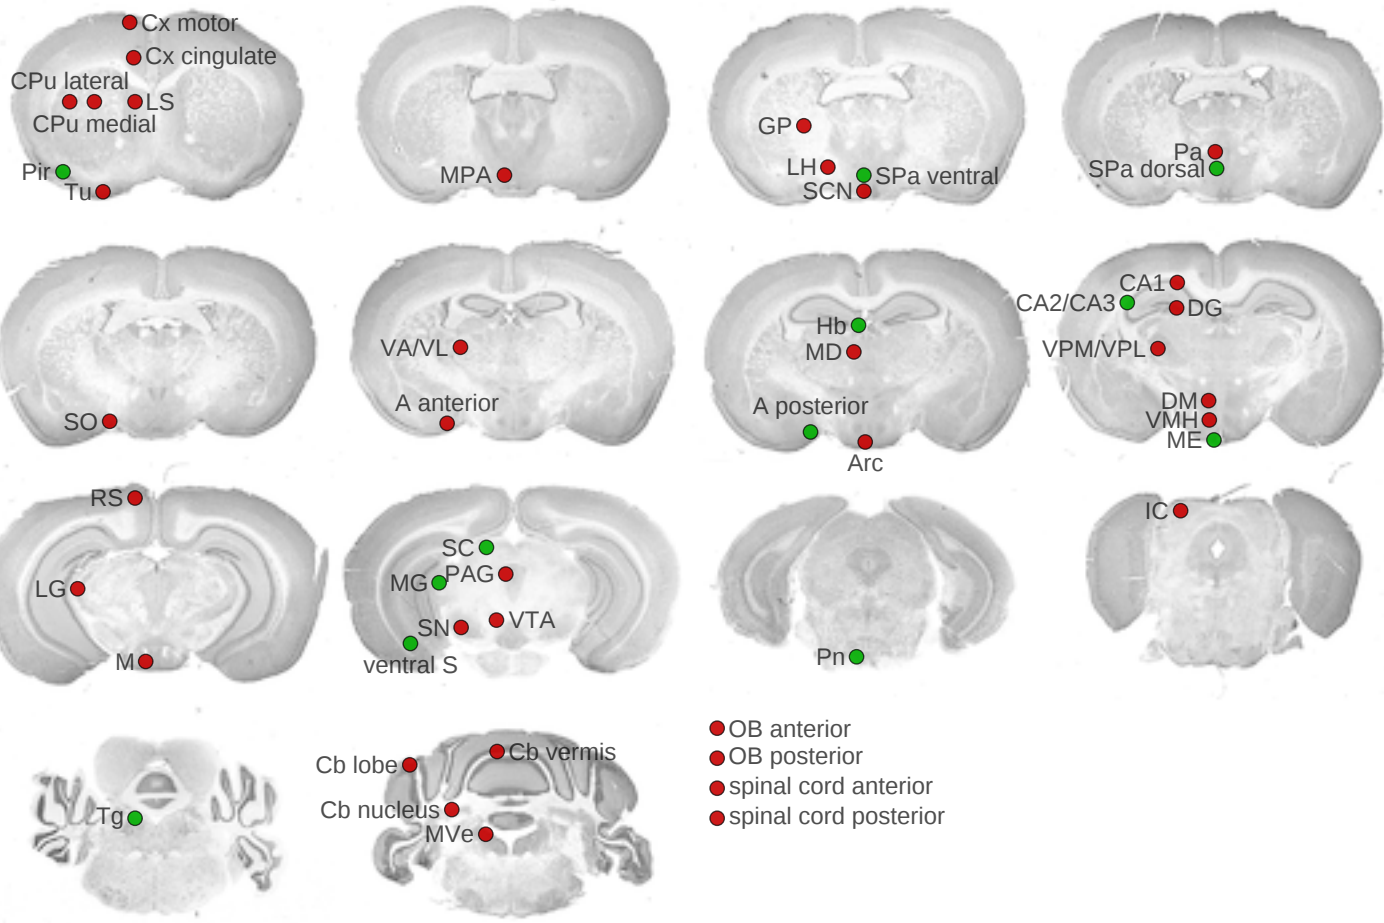 Cx motor
Cx cingulate
CPu lateral
LS
CPu medial
Pir
Tu
MPA
GP
LH
SPa ventral
SCN
Pa
SPa dorsal
SO
VA/VL
A anterior
Hb
MD
A posterior
Arc
CA1
CA2/CA3
DG
VPM/VPL
DM
VMH
ME
RS
LG
M
SC
MG
PAG
SN
VTA
ventral S
Pn
IC
Tg
Cb lobe
Cb vermis
Cb nucleus
MVe
OB anterior
OB posterior
spinal cord anterior
spinal cord posterior